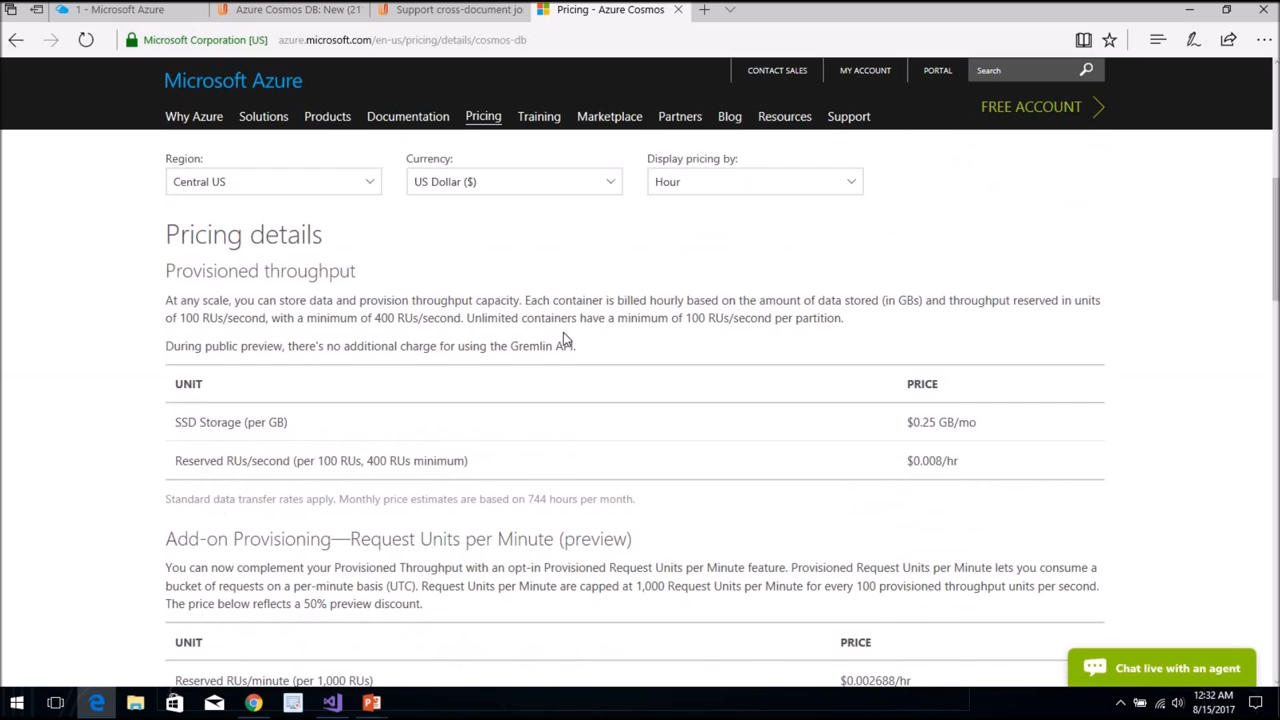 1 - Microsoft Azure
Azure Cosmos DB: New (21
Support cross-document jo
Pricing - Azure Cosmos
Microsoft Corporation [US]
azure.microsoft.com/en-us/pricing/details/cosmos-db
Microsoft Azure
CONTACT SALES
MY ACCOUNT
PORTAL
Search
FREE ACCOUNT
Why Azure
Solutions
Products
Documentation
Pricing
Training
Marketplace
Partners
Blog
Resources
Support
Region:
Currency:
Display pricing by:
Central US
US Dollar ($)
Hour
Pricing details
Provisioned throughput
At any scale, you can store data and provision throughput capacity. Each container is billed hourly based on the amount of data stored (in GBs) and throughput reserved in units
of 100 RUs/second, with a minimum of 400 RUs/second. Unlimited containers have a minimum of 100 RUs/second per partition.
During public preview, there's no additional charge for using the Gremlin API.
UNIT
PRICE
SSD Storage (per GB)
$0.25 GB/mo
Reserved RUs/second (per 100 RUs, 400 RUs minimum)
$0.008/hr
Standard data transfer rates apply. Monthly price estimates are based on 744 hours per month.
Add-on Provisioning—Request Units per Minute (preview)
You can now complement your Provisioned Throughput with an opt-in Provisioned Request Units per Minute feature. Provisioned Request Units per Minute lets you consume a
bucket of requests on a per-minute basis (UTC). Request Units per Minute are capped at 1,000 Request Units per Minute for every 100 provisioned throughput units per second.
The price below reflects a 50% preview discount.
UNIT
PRICE
Reserved RUs/minute (per 1,000 RUs)
$0.002688/hr
Chat live with an agent
12:32 AM
8/15/2017